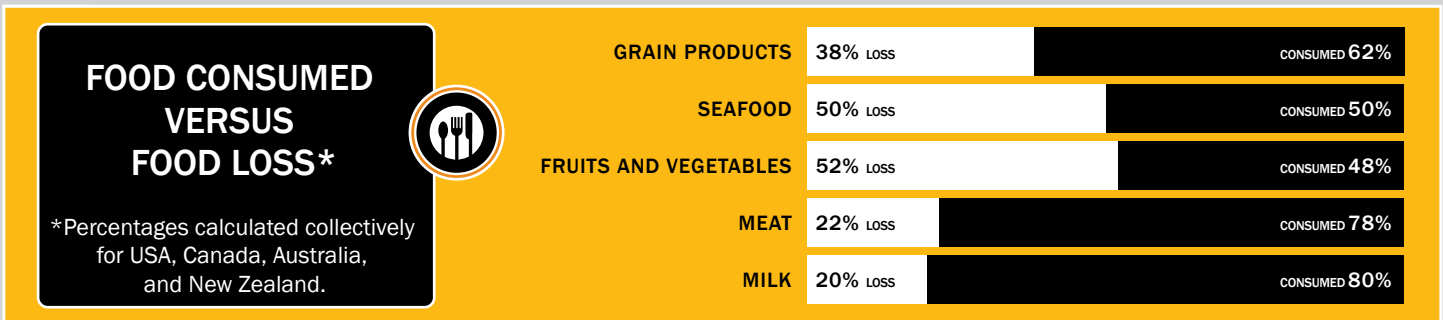 FOOD CONSUMED
VERSUS
FOOD LOSS*
*Percentages calculated collectively
for USA, Canada, Australia,
and New Zealand.
GRAIN PRODUCTS 38% LOSS CONSUMED 62%
SEAFOOD 50% LOSS CONSUMED 50%
FRUITS AND VEGETABLES 52% LOSS CONSUMED 48%
MEAT 22% LOSS CONSUMED 78%
MILK 20% LOSS CONSUMED 80%